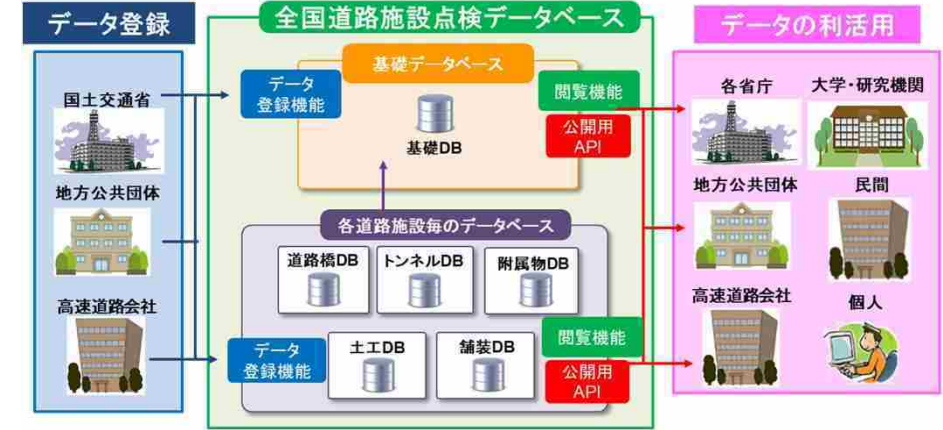 データ登録
国土交通省
地方公共団体
高速道路会社
全国道路施設点検データベース
基礎データベース
データ
登録機能
基礎DB
閲覧機能
公開用
API
各道路施設毎のデータベース
道路橋DB
トンネルDB
附属物DB
土工DB
舗装DB
データ
登録機能
閲覧機能
公開用
API
データの利活用
各省庁
大学・研究機関
地方公共団体
民間
高速道路会社
個人